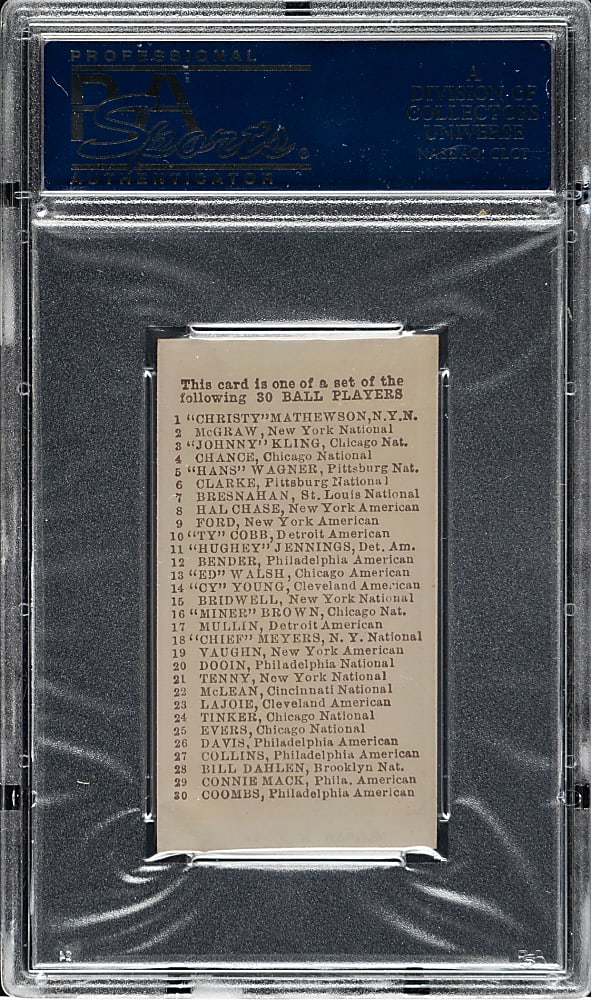 PROFESSIONAL
PSA
Sports
AUTHENTICATOR
A
DIVISION OF
COLLECTORS
UNIVERSE
NASDAQ: CLCT
This card is one of a set of the
following 30 BALL PLAYERS
1 "CHRISTY" MATHEWSON, N.Y.N.
2 McGRAW, New York National
3 "JOHNNY" KLING, Chicago Nat.
4 CHANCE, Chicago National
5 "HANS" WAGNER, Pittsburg Nat.
6 CLARKE, Pittsburg National
7 BRESNAHAN, St. Louis National
8 HAL CHASE, New York American
9 FORD, New York American
10 "TY" COBB, Detroit American
11 "HUGHEY" JENNINGS, Det. Am.
12 BENDER, Philadelphia American
13 "ED" WALSH, Chicago American
14 "CY" YOUNG, Cleveland American
15 BRIDWELL, New York National
16 "MINER" BROWN, Chicago Nat.
17 MULLIN, Detroit American
18 "CHIEF" MEYERS, N. Y. National
19 VAUGHN, New York American
20 DOOIN, Philadelphia National
21 TENNY, New York National
22 McLEAN, Cincinnati National
23 LAJOIE, Cleveland American
24 TINKER, Chicago National
25 EVERS, Chicago National
26 DAVIS, Philadelphia American
27 COLLINS, Philadelphia American
28 BILL DAHLEN, Brooklyn Nat.
29 CONNIE MACK, Phila. American
30 COOMBS, Philadelphia American
PSA